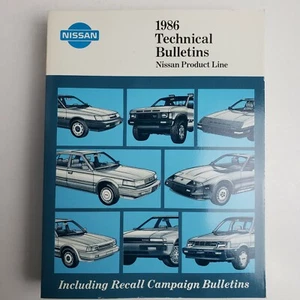 NISSAN
1986
Technical
Bulletins
Nissan Product Line
Including Recall Campaign Bulletins